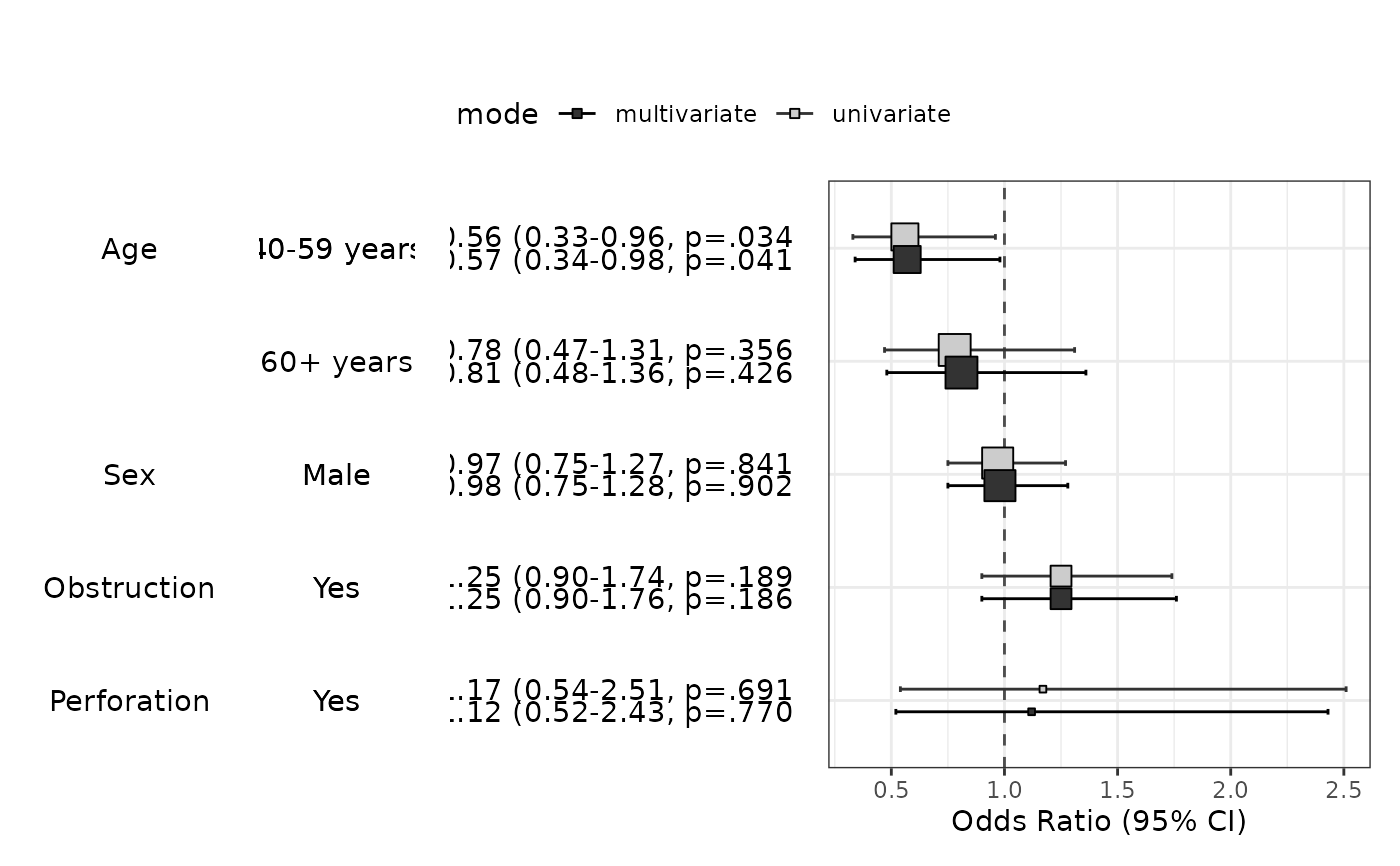 mode multivariate univariate
Age 40-59 years 0.56 (0.33-0.96, p=.034
0.57 (0.34-0.98, p=.041
60+ years 0.78 (0.47-1.31, p=.356
0.81 (0.48-1.36, p=.426
Sex Male 0.97 (0.75-1.27, p=.841
0.98 (0.75-1.28, p=.902
Obstruction Yes 1.25 (0.90-1.74, p=.189
1.25 (0.90-1.76, p=.186
Perforation Yes 1.17 (0.54-2.51, p=.691
1.12 (0.52-2.43, p=.770
0.5 1.0 1.5 2.0 2.5
Odds Ratio (95% CI)